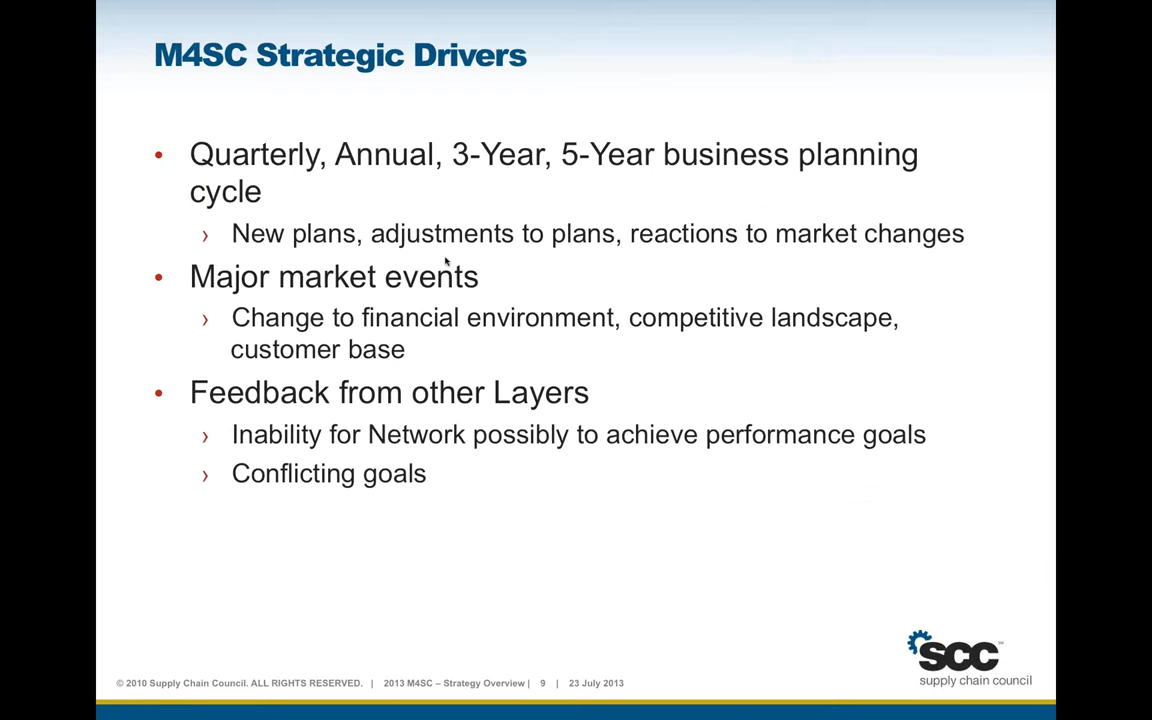 M4SC Strategic Drivers
• Quarterly, Annual, 3-Year, 5-Year business planning
cycle
› New plans, adjustments to plans, reactions to market changes
• Major market events
› Change to financial environment, competitive landscape,
customer base
• Feedback from other Layers
› Inability for Network possibly to achieve performance goals
› Conflicting goals
scc
supply chain council
© 2010 Supply Chain Council. ALL RIGHTS RESERVED. | 2013 M4SC – Strategy Overview | 9 | 23 July 2013